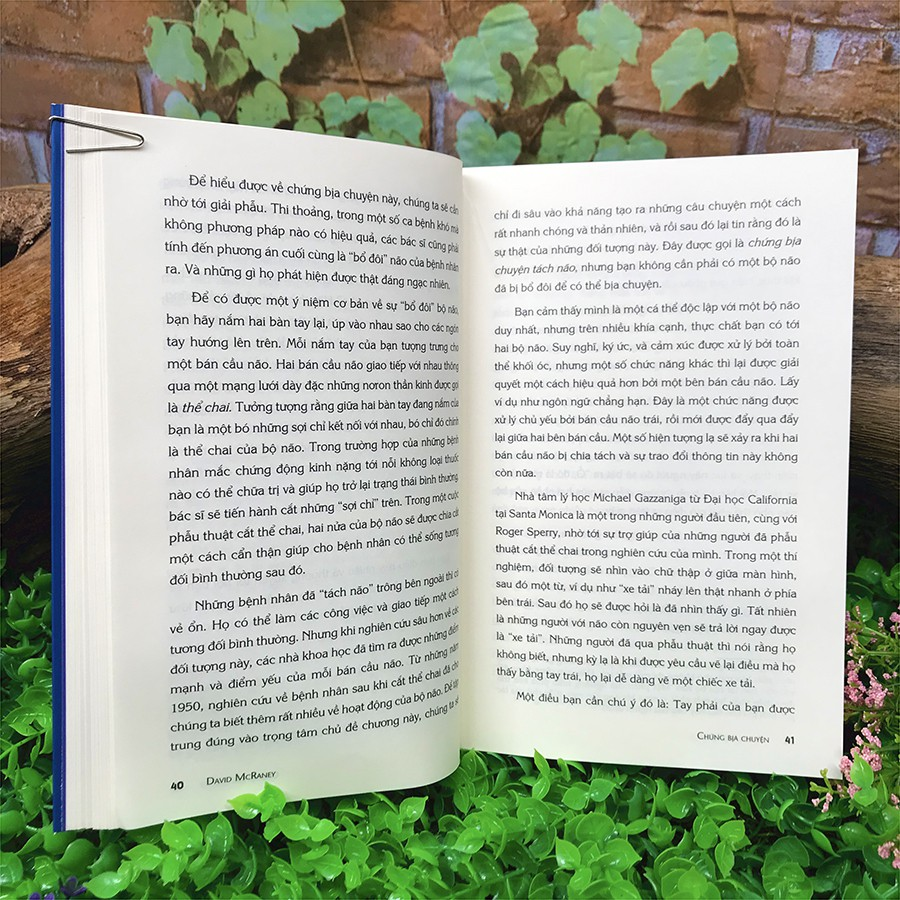 Để hiểu được về chứng bịa chuyện này, chúng ta sẽ cần
nhờ tới giải phẫu. Thi thoảng, trong một số ca bệnh khó mà
không phương pháp nào có hiệu quả, các bác sĩ cũng phải
tính đến phương án cuối cùng là "bổ đôi" não của bệnh nhân
ra. Và những gì họ phát hiện được thật đáng ngạc nhiên.
Để có được một ý niệm cơ bản về sự "bổ đôi" bộ não,
bạn hãy nắm hai bàn tay lại, úp vào nhau sao cho các ngón
tay hướng lên trên. Mỗi nắm tay của bạn tượng trưng cho
một bán cầu não. Hai bán cầu não giao tiếp với nhau thông
qua một mạng lưới dày đặc những nơron thần kinh được gọi
là thể chai. Tưởng tượng rằng giữa hai bàn tay đang nắm của
bạn là một bó những sợi chỉ kết nối với nhau, bó chỉ đó chính
là thể chai của bộ não. Trong trường hợp của những bệnh
nhân mắc chứng động kinh nặng tới nỗi không loại thuốc
nào có thể chữa trị và giúp họ trở lại trạng thái bình thường,
bác sĩ sẽ tiến hành cắt những "sợi chỉ" trên. Trong một cuộc
phẫu thuật cắt thể chai, hai nửa của bộ não sẽ được chia cắt
một cách cẩn thận giúp cho bệnh nhân có thể sống tương
đối bình thường sau đó.
Những bệnh nhân đã "tách não" trông bên ngoài thì có
vẻ ổn. Họ có thể làm các công việc và giao tiếp một cách
tương đối bình thường. Nhưng khi nghiên cứu sâu hơn về các
đối tượng này, các nhà khoa học đã tìm ra được những điểm
mạnh và điểm yếu của mỗi bán cầu não. Từ những năm
1950, nghiên cứu về bệnh nhân sau khi cắt thể chai đã cho
chúng ta biết thêm rất nhiều về hoạt động của bộ não. Để tập
trung đúng vào trọng tâm chủ đề chương này, chúng ta sẽ
40 DAVID MCRANEY
chỉ đi sâu vào khả năng tạo ra những câu chuyện một cách
rất nhanh chóng và thản nhiên, và rồi sau đó lại tin rằng đó là
sự thật của những đối tượng này. Đây được gọi là chứng bịa
chuyện tách não, nhưng bạn không cần phải có một bộ não
đã bị bổ đôi để có thể bịa chuyện.
Bạn cảm thấy mình là một cá thể độc lập với một bộ não
duy nhất, nhưng trên nhiều khía cạnh, thực chất bạn có tới
hai bộ não. Suy nghĩ, ký ức, và cảm xúc được xử lý bởi toàn
thể khối óc, nhưng một số chức năng khác thì lại được giải
quyết một cách hiệu quả hơn bởi một bên bán cầu não. Lấy
ví dụ như ngôn ngữ chẳng hạn. Đây là một chức năng được
xử lý chủ yếu bởi bán cầu não trái, rồi mới được đẩy qua đẩy
lại giữa hai bên bán cầu. Một số hiện tượng lạ sẽ xảy ra khi hai
bán cầu não bị chia tách và sự trao đổi thông tin này không
còn nữa.
Nhà tâm lý học Michael Gazzaniga từ Đại học California
tại Santa Monica là một trong những người đầu tiên, cùng với
Roger Sperry, nhờ tới sự trợ giúp của những người đã phẫu
thuật cắt thể chai trong nghiên cứu của mình. Trong một thí
nghiệm, đối tượng sẽ nhìn vào chữ thập ở giữa màn hình,
sau đó một từ, ví dụ như "xe tải" nháy lên thật nhanh ở phía
bên trái. Sau đó họ sẽ được hỏi là đã nhìn thấy gì. Tất nhiên
là những người với não còn nguyên vẹn sẽ trả lời ngay được
là "xe tải". Những người đã qua phẫu thuật thì nói rằng họ
không biết, nhưng kỳ lạ là khi được yêu cầu vẽ lại điều mà họ
thấy bằng tay trái, họ lại dễ dàng vẽ một chiếc xe tải.
Một điều bạn cần chú ý đó là: Tay phải của bạn được
CHỨNG BỊA CHUYỆN 41